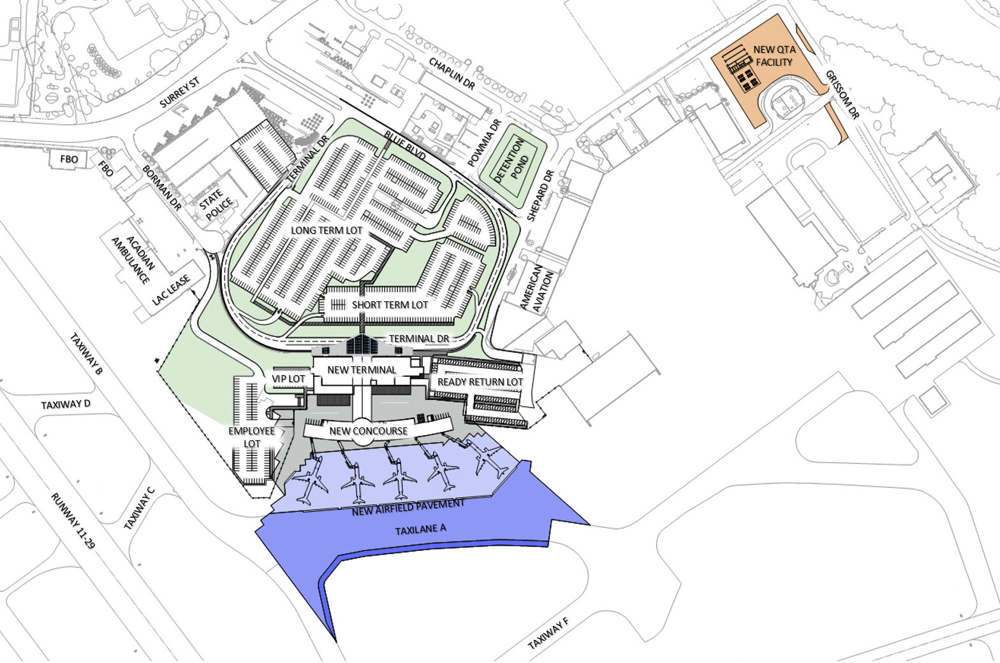 NEW QTA
FACILITY
CHAPLIN DR
GRISSOM DR
SURREY ST
BLUE BLVD
POWMIA DR
TERMINAL DR
DETENTION
POND
FBO
FBO
BORMAN DR
STATE
POLICE
SHEPARD DR
LONG TERM LOT
ACADIAN
AMBULANCE
LAC LEASE
AMERICAN
AVIATION
SHORT TERM LOT
TERMINAL DR
TAXIWAY B
NEW TERMINAL
VIP LOT
READY RETURN LOT
TAXIWAY D
EMPLOYEE
LOT
NEW CONCOURSE
TAXIWAY C
RUNWAY 11-29
NEW AIRFIELD PAVEMENT
TAXILANE A
TAXIWAY F